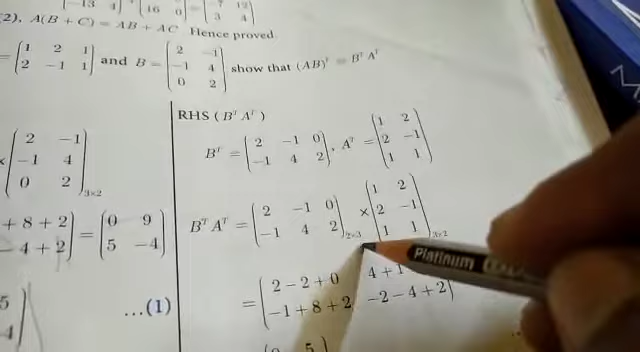 2), A(B + C) = AB + AC Hence proved.
= (1 2 1
2 -1 1) and B = (2 -1
-1 4
0 2) show that (AB)ᵀ = BᵀAᵀ
× (2 -1
-1 4
0 2)3×2
+ 8 + 2
- 4 + 2) = (0 9
5 -4)
5
4)
...(1)
RHS (BᵀAᵀ)
Bᵀ = (2 -1 0
-1 4 2), Aᵀ = (1 2
2 -1
1 1)
BᵀAᵀ = (2 -1 0
-1 4 2)2×3 × (1 2
2 -1
1 1)3×2
= (2 - 2 + 0 4 + 1
-1 + 8 + 2 -2 - 4 + 2)
(0 5
Platinum
M